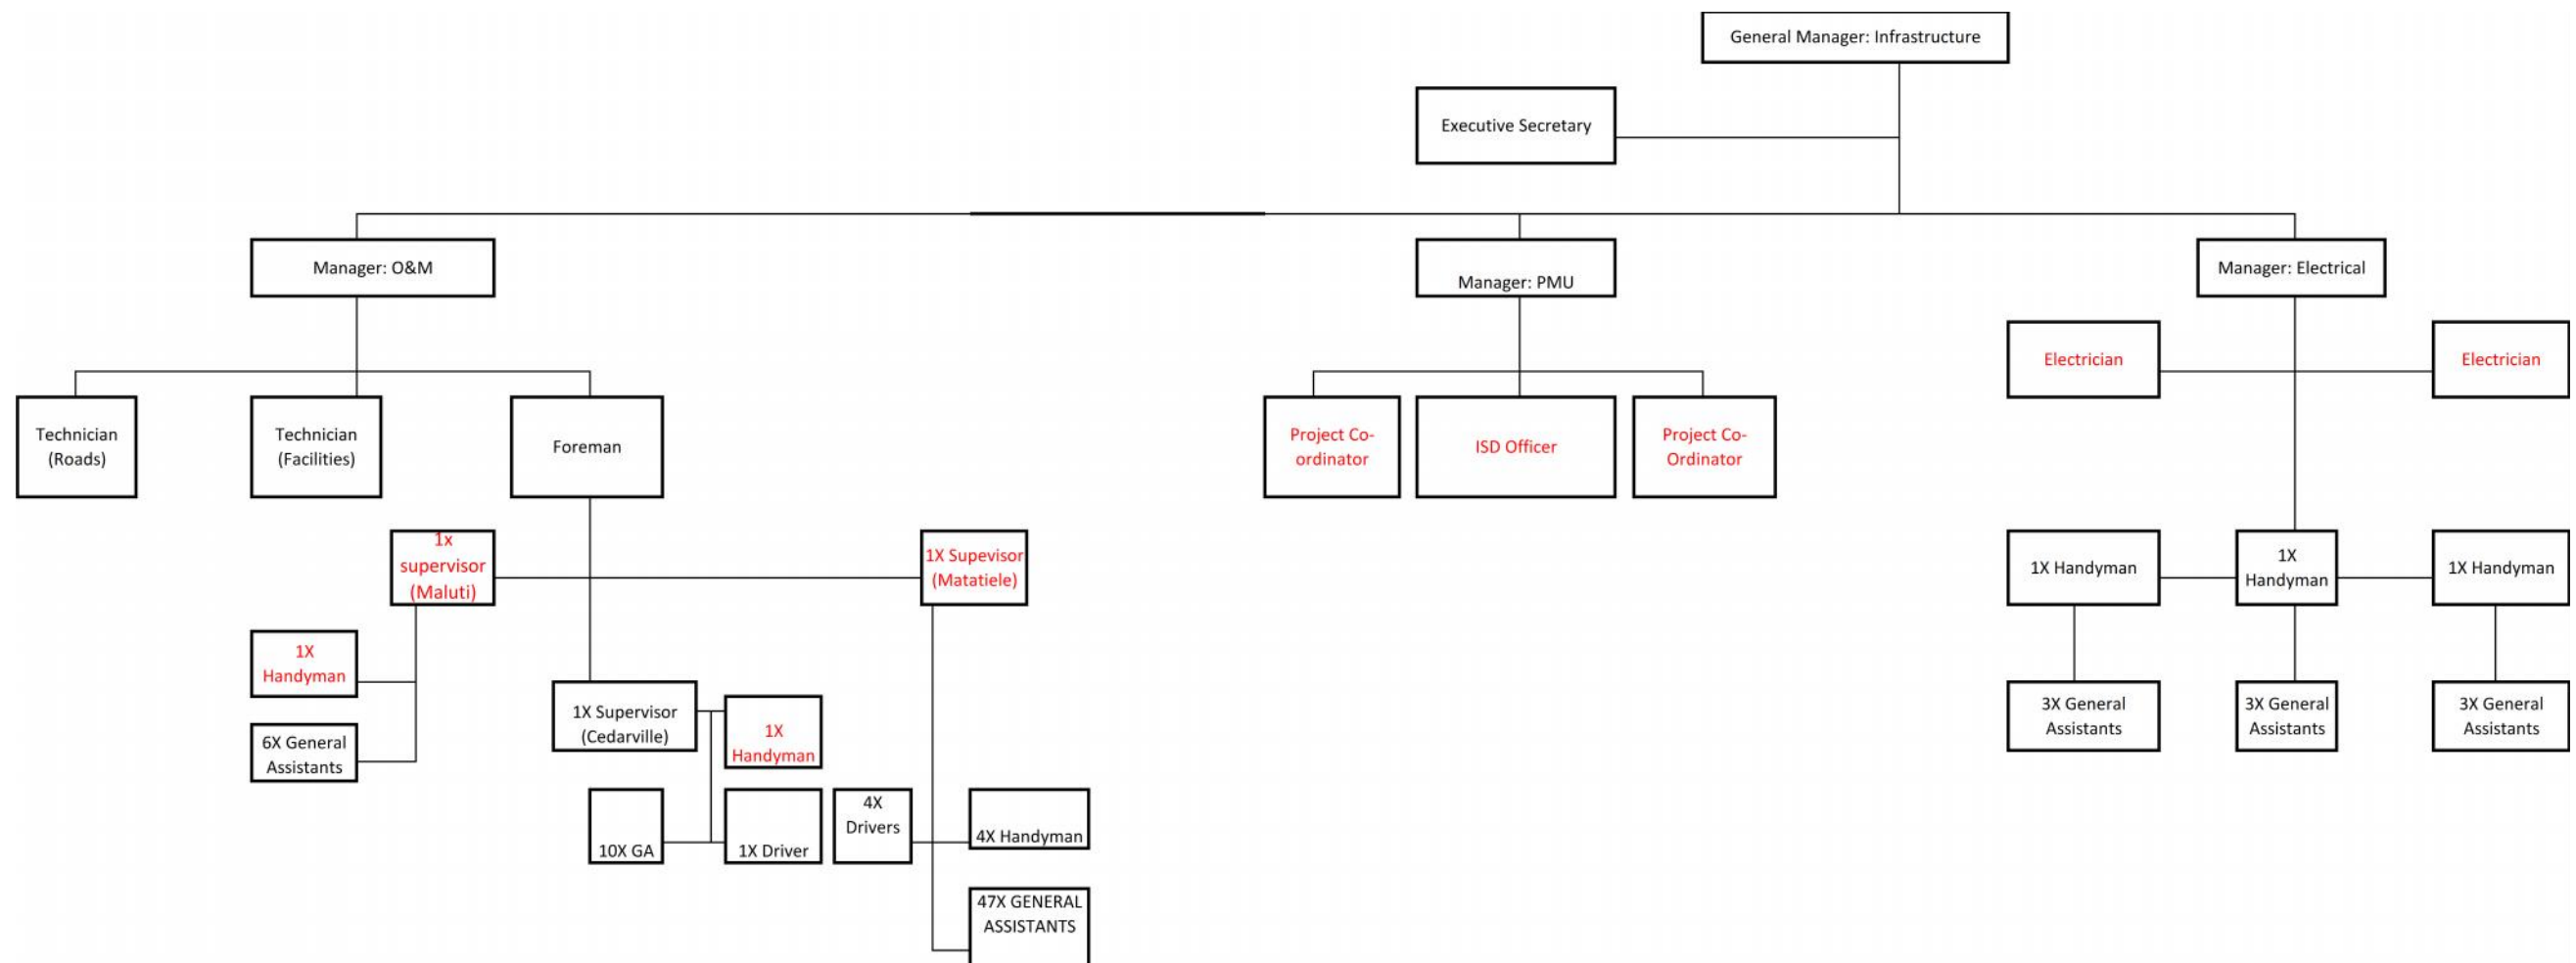 General Manager: Infrastructure
Executive Secretary
Manager: O&M
Manager: PMU
Manager: Electrical
Electrician
Electrician
Technician
(Roads)
Technician
(Facilities)
Foreman
Project Co-
ordinator
ISD Officer
Project Co-
Ordinator
1x
supervisor
(Maluti)
1X Supevisor
(Matatiele)
1X Handyman
1X
Handyman
1X Handyman
1X
Handyman
6X General
Assistants
1X Supervisor
(Cedarville)
1X
Handyman
3X General
Assistants
3X General
Assistants
3X General
Assistants
10X GA
1X Driver
4X
Drivers
4X Handyman
47X GENERAL
ASSISTANTS